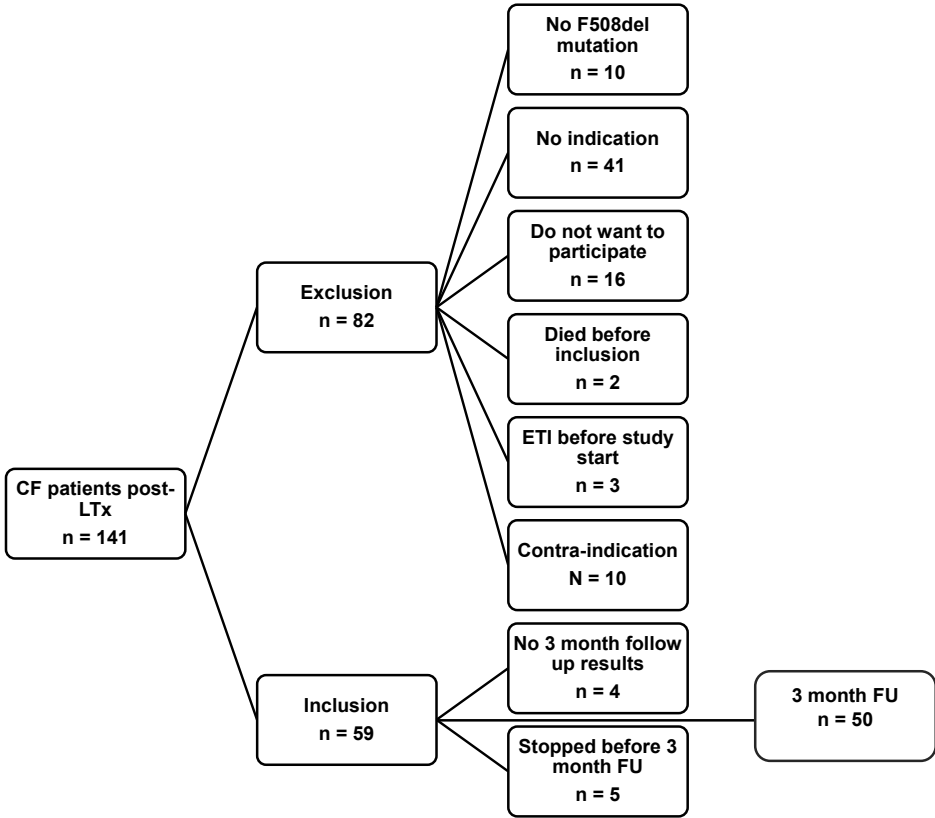 CF patients post-
LTx
n = 141
Exclusion
n = 82
No F508del
mutation
n = 10
No indication
n = 41
Do not want to
participate
n = 16
Died before
inclusion
n = 2
ETI before study
start
n = 3
Contra-indication
N = 10
Inclusion
n = 59
No 3 month follow
up results
n = 4
Stopped before 3
month FU
n = 5
3 month FU
n = 50